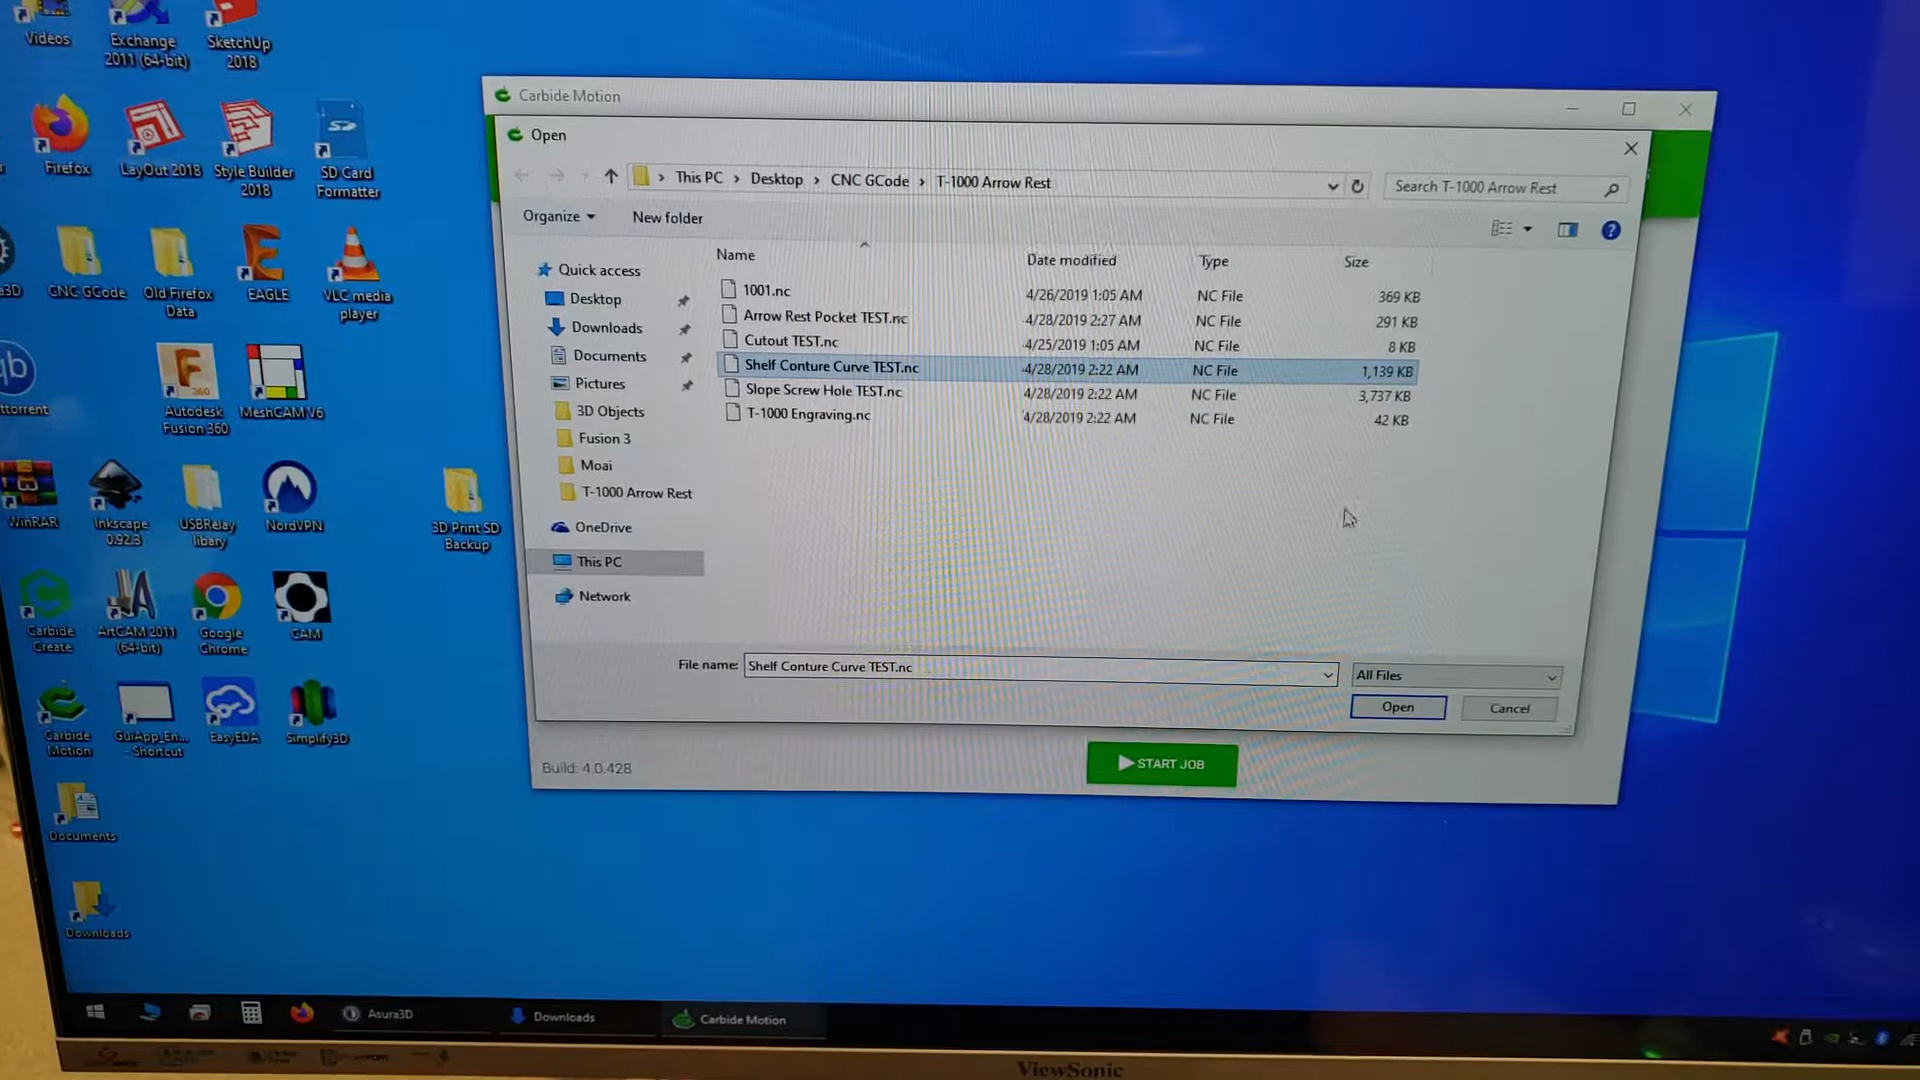 Videos
Exchange
2011 (64-bit)
SketchUp
2018
Firefox
LayOut 2018
Style Builder
2018
SD Card
Formatter
CNC GCode
Old Firefox
Data
EAGLE
VLC media
player
Autodesk
Fusion 360
MeshCAM V6
WinRAR
Inkscape
0.92.3
USBRelay
libary
NordVPN
3D Print SD
Backup
Carbide
Create
ArtCAM 2011
(64-bit)
Google
Chrome
CAM
Carbide
Motion
GuiApp_En...
- Shortcut
EasyEDA
Simplify3D
Documents
Downloads
Carbide Motion
Open
This PC > Desktop > CNC GCode > T-1000 Arrow Rest
Search T-1000 Arrow Rest
Organize
New folder
Quick access
Desktop
Downloads
Documents
Pictures
3D Objects
Fusion 3
Moai
T-1000 Arrow Rest
OneDrive
This PC
Network
Name Date modified Type Size
1001.nc 4/26/2019 1:05 AM NC File 369 KB
Arrow Rest Pocket TEST.nc 4/28/2019 2:27 AM NC File 291 KB
Cutout TEST.nc 4/25/2019 1:05 AM NC File 8 KB
Shelf Conture Curve TEST.nc 4/28/2019 2:22 AM NC File 1,139 KB
Slope Screw Hole TEST.nc 4/28/2019 2:22 AM NC File 3,737 KB
T-1000 Engraving.nc 4/28/2019 2:22 AM NC File 42 KB
File name: Shelf Conture Curve TEST.nc
All Files
Open
Cancel
Build: 4.0.428
START JOB
Asura3D
Downloads
Carbide Motion
ViewSonic